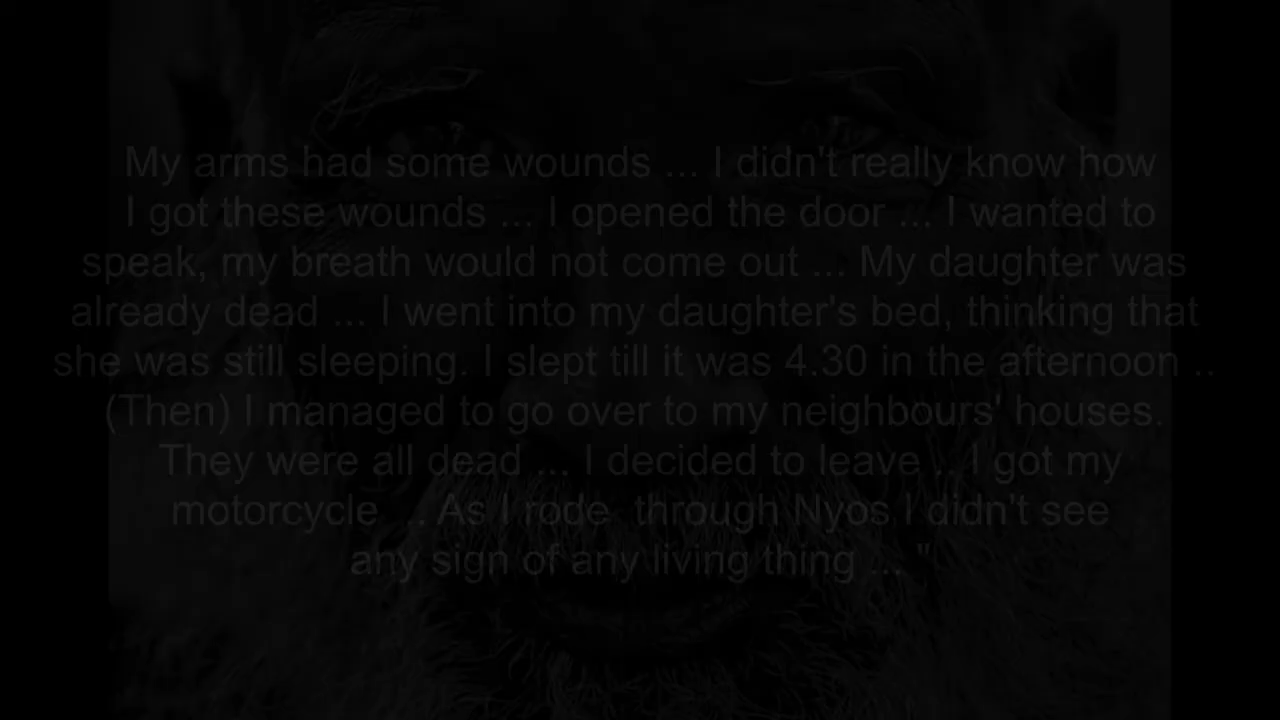 My arms had some wounds ... I didn't really know how
I got these wounds ... I opened the door ... I wanted to
speak, my breath would not come out ... My daughter was
already dead ... I went into my daughter's bed, thinking that
she was still sleeping. I slept till it was 4.30 in the afternoon ..
(Then) I managed to go over to my neighbours' houses.
They were all dead ... I decided to leave .. I got my
motorcycle ... As I rode through Nyos I didn't see
any sign of any living thing ... "